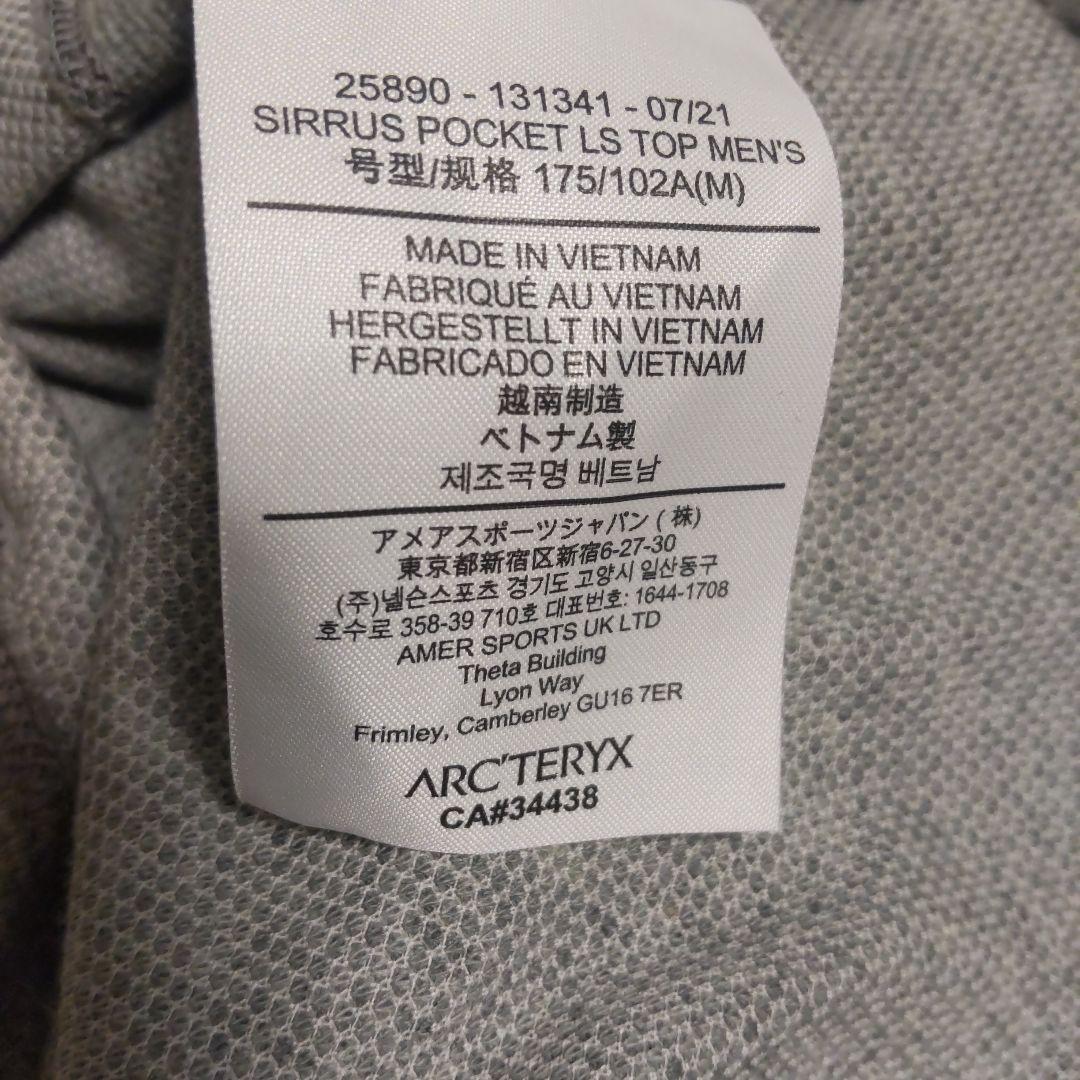 25890 - 131341 - 07/21
SIRRUS POCKET LS TOP MEN'S
号型/规格 175/102A(M)
MADE IN VIETNAM
FABRIQUÉ AU VIETNAM
HERGESTELLT IN VIETNAM
FABRICADO EN VIETNAM
越南制造
ベトナム製
제조국명 베트남
アメアスポーツジャパン (株)
東京都新宿区新宿6-27-30
(주)넬슨스포츠 경기도 고양시 일산동구
호수로 358-39 710호 대표번호: 1644-1708
AMER SPORTS UK LTD
Theta Building
Lyon Way
Frimley, Camberley GU16 7ER
ARC'TERYX
CA#34438